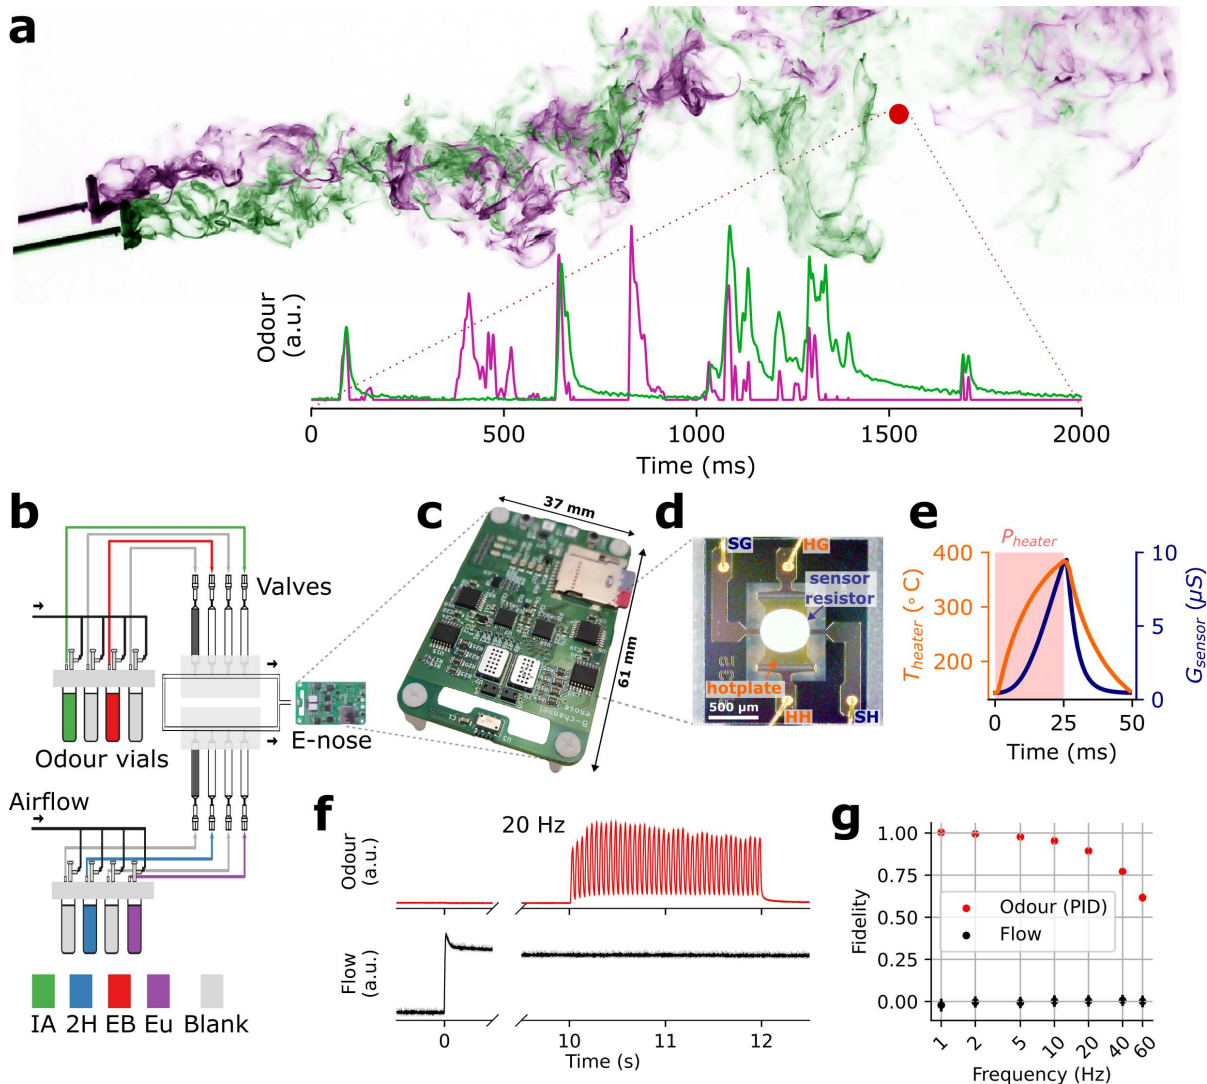 a
Odour
(a.u.)
0
500
1000
1500
2000
Time (ms)
b
Valves
E-nose
Odour vials
Airflow
IA
2H
EB
Eu
Blank
c
37 mm
61 mm
8-channel
enose
d
SG
HG
sensor
resistor
hotplate
500 µm
HH
SH
e
P_heater
400
300
200
T_heater (°C)
10
5
0
G_sensor (µS)
0
25
50
Time (ms)
f
20 Hz
Odour
(a.u.)
Flow
(a.u.)
0
10
11
12
Time (s)
g
1.00
0.75
0.50
0.25
0.00
Fidelity
Odour (PID)
Flow
1
2
5
10
20
40
60
Frequency (Hz)